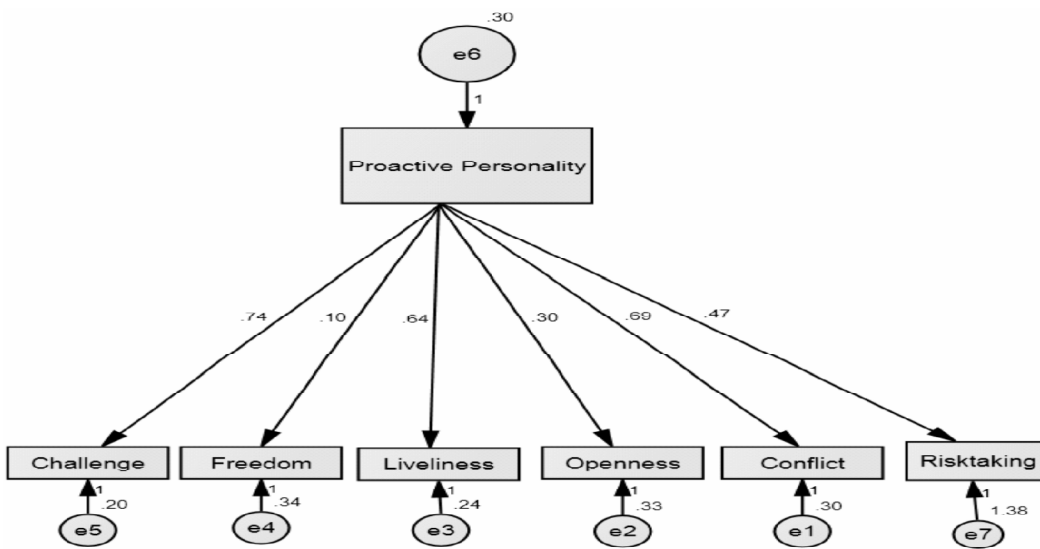 .30
e6
1
Proactive Personality
.74 .10 .64 .30 .69 .47
Challenge Freedom Liveliness Openness Conflict Risktaking
1 1 1 1 1 1
.20 .34 .24 .33 .30 1.38
e5 e4 e3 e2 e1 e7